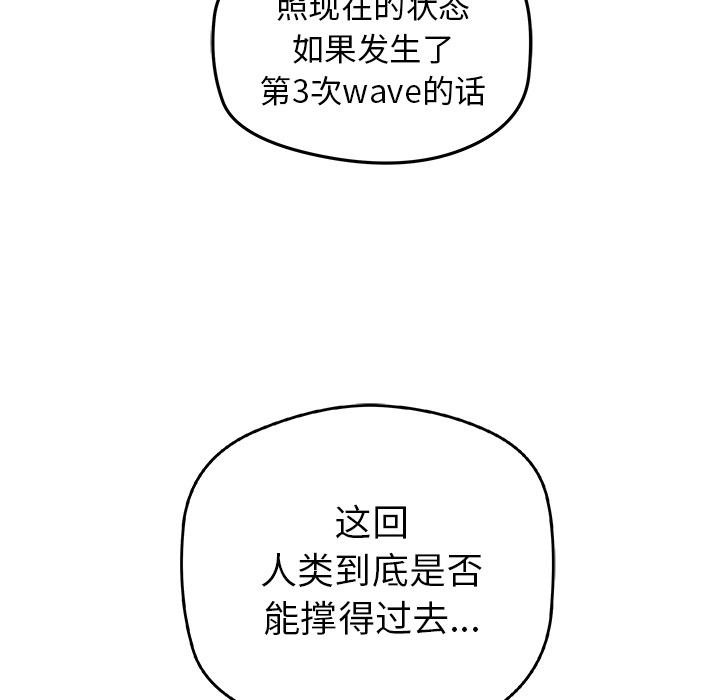 照现在的状态
如果发生了
第3次wave的话
这回
人类到底是否
能撑得过去...